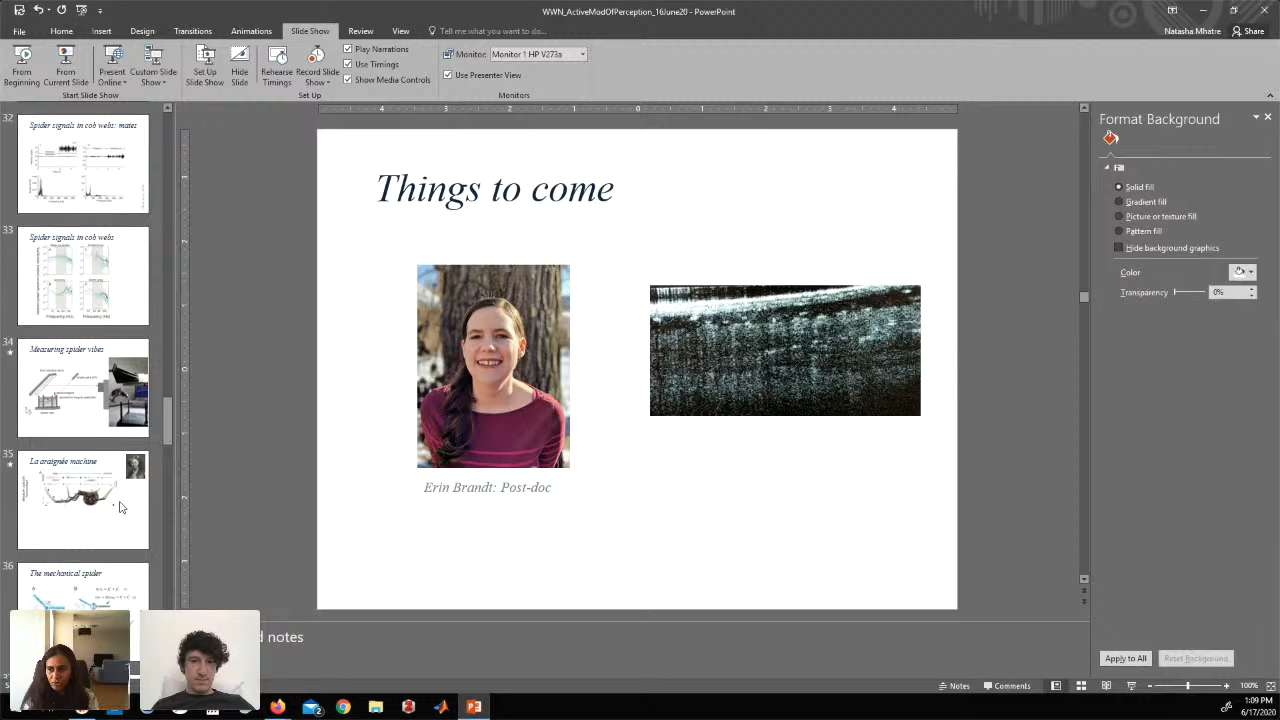 WWN_ActiveModOfPerception_16June20 - PowerPoint
File
Home
Insert
Design
Transitions
Animations
Slide Show
Review
View
Tell me what you want to do...
Natasha Mhatre
Share
From Beginning
From Current Slide
Present Online
Custom Slide Show
Start Slide Show
Set Up Slide Show
Hide Slide
Rehearse Timings
Record Slide Show
Play Narrations
Use Timings
Show Media Controls
Set Up
Monitor:
Monitor 1 HP V273a
Use Presenter View
Monitors
32
Spider signals in cob webs: mates
33
Spider signals in cob webs
Frequency (Hz)
Frequency (Hz)
34
Measuring spider vibes
35
La araignée machine
36
The mechanical spider
A
B
Things to come
Erin Brandt: Post-doc
d notes
Format Background
Fill
Solid fill
Gradient fill
Picture or texture fill
Pattern fill
Hide background graphics
Color
Transparency
0%
Apply to All
Reset Background
Notes
Comments
100%
2
1:09 PM
6/17/2020